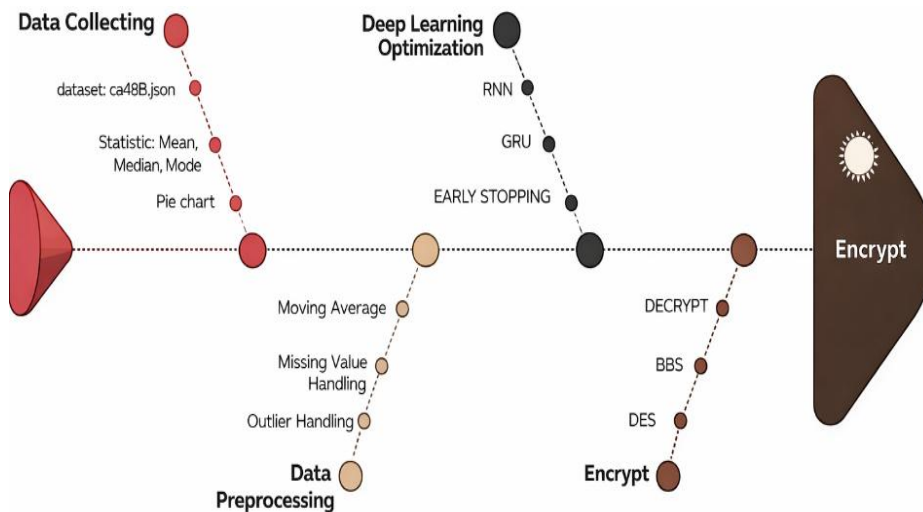 Data Collecting
dataset: ca48B.json
Statistic: Mean,
Median, Mode
Pie chart
Deep Learning
Optimization
RNN
GRU
EARLY STOPPING
Moving Average
Missing Value
Handling
Outlier Handling
Data
Preprocessing
DECRYPT
BBS
DES
Encrypt
Encrypt